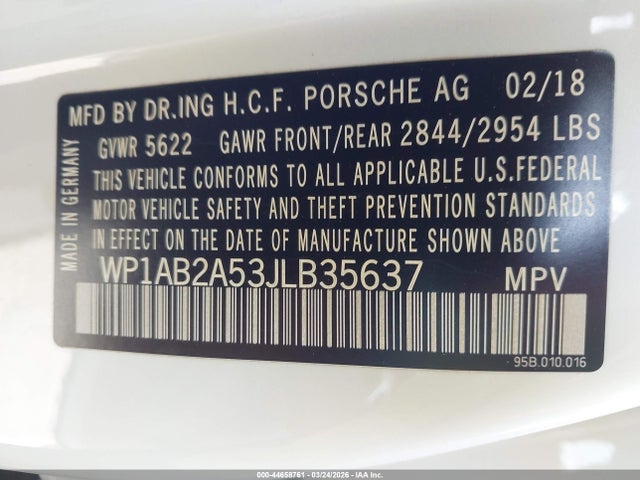 MFD BY DR.ING H.C.F. PORSCHE AG 02/18
GVWR 5622 GAWR FRONT/REAR 2844/2954 LBS
THIS VEHICLE CONFORMS TO ALL APPLICABLE U.S.FEDERAL
MOTOR VEHICLE SAFETY AND THEFT PREVENTION STANDARDS
IN EFFECT ON THE DATE OF MANUFACTURE SHOWN ABOVE
WP1AB2A53JLB35637 MPV
95B.010.016
MADE IN GERMANY
000-44658761 - 03/24/2026 - IAA Inc.